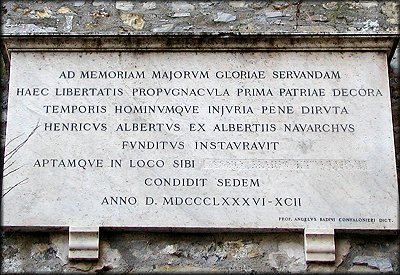 AD MEMORIAM MAJORVM GLORIAE SERVANDAM
HAEC LIBERTATIS PROPVGNACVLA PRIMA PATRIAE DECORA
TEMPORIS HOMINVMQVE INJVRIA PENE DIRVTA
HENRICVS ALBERTVS EX ALBERTIIS NAVARCHVS
FVNDITVS INSTAVRAVIT
APTAMQVE IN LOCO SIBI
CONDIDIT SEDEM
ANNO D. MDCCCLXXXVI-XCII
PROF. ANGELVS BADINI CONFALONIERI DICT.